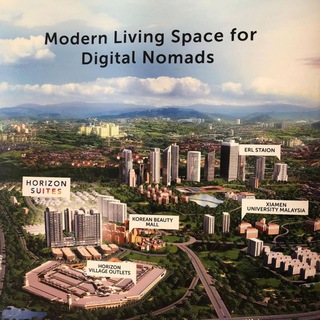 Modern Living Space for
Digital Nomads
ERL STAION
HORIZON
SUITES
XIAMEN
UNIVERSITY MALAYSIA
KOREAN BEAUTY
MALL
HORIZON
VILLAGE OUTLETS